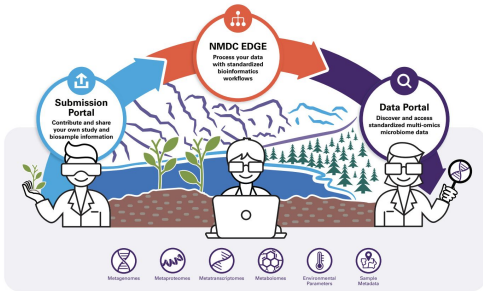 NMDC EDGE
Process your data
with standardized
bioinformatics
workflows
Submission
Portal
Contribute and share
your own study and
biosample information
Data Portal
Discover and access
standardized multi-omics
microbiome data
Metagenomes
Metaproteomes
Metatranscriptomes
Metabolomes
Environmental
Parameters
Sample
Metadata